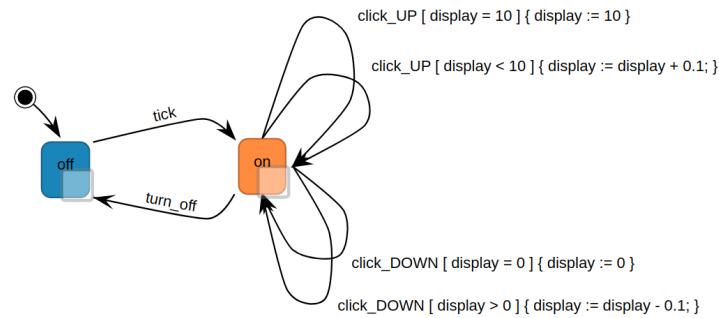 click_UP [ display = 10 ] { display := 10 }
click_UP [ display < 10 ] { display := display + 0.1; }
tick
off
on
turn_off
click_DOWN [ display = 0 ] { display := 0 }
click_DOWN [ display > 0 ] { display := display - 0.1; }